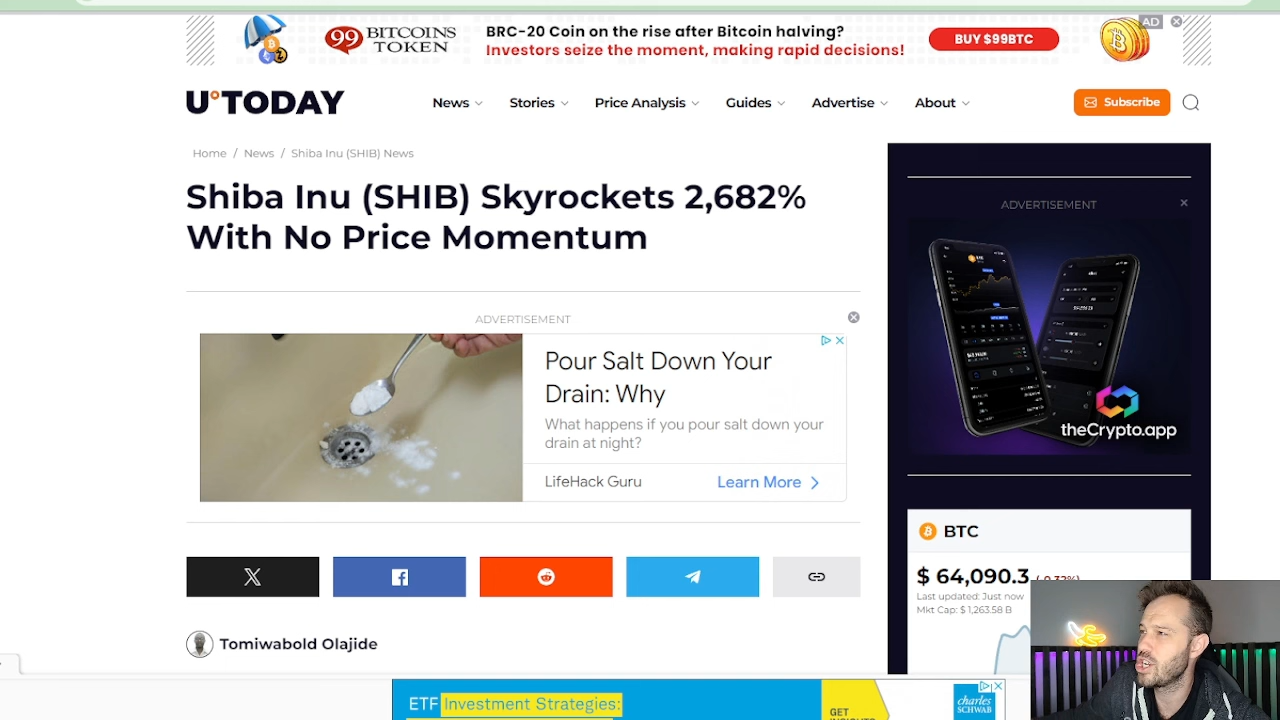 99 BITCOINS TOKEN
BRC-20 Coin on the rise after Bitcoin halving?
Investors seize the moment, making rapid decisions!
BUY $99BTC
AD
U°TODAY
News
Stories
Price Analysis
Guides
Advertise
About
Subscribe
Home / News / Shiba Inu (SHIB) News
Shiba Inu (SHIB) Skyrockets 2,682%
With No Price Momentum
ADVERTISEMENT
Pour Salt Down Your
Drain: Why
What happens if you pour salt down your
drain at night?
LifeHack Guru
Learn More
Tomiwabold Olajide
ADVERTISEMENT
theCrypto.app
BTC
$ 64,090.3 (-0.32%)
Last updated: Just now
Mkt Cap: $ 1,263.58 B
ETF Investment Strategies:
GET
charles
SCHWAB